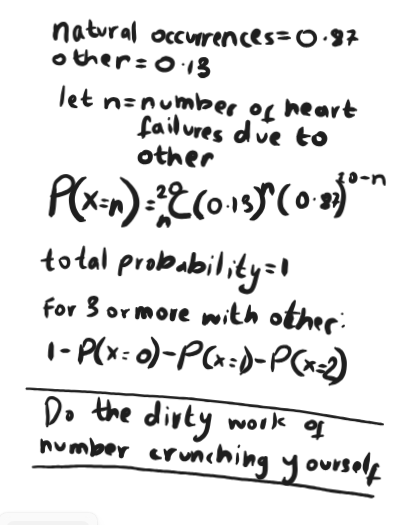 natural occurrences=0.87
other=0.13
let n=number of heart
failures due to
other
P(x=n)=²⁰ₙC(0.13)ⁿ(0.87)²⁰⁻ⁿ
total probability=1
for 3 or more with other:
1-P(x=0)-P(x=1)-P(x=2)
Do the dirty work of
number crunching yourself